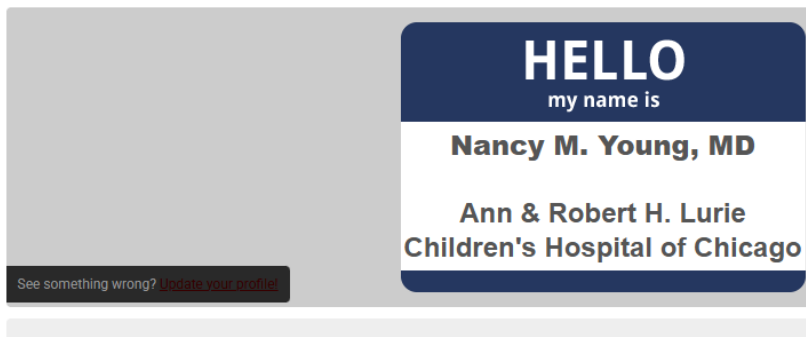 HELLO
my name is
Nancy M. Young, MD
Ann & Robert H. Lurie
Children's Hospital of Chicago
See something wrong? Update your profile!